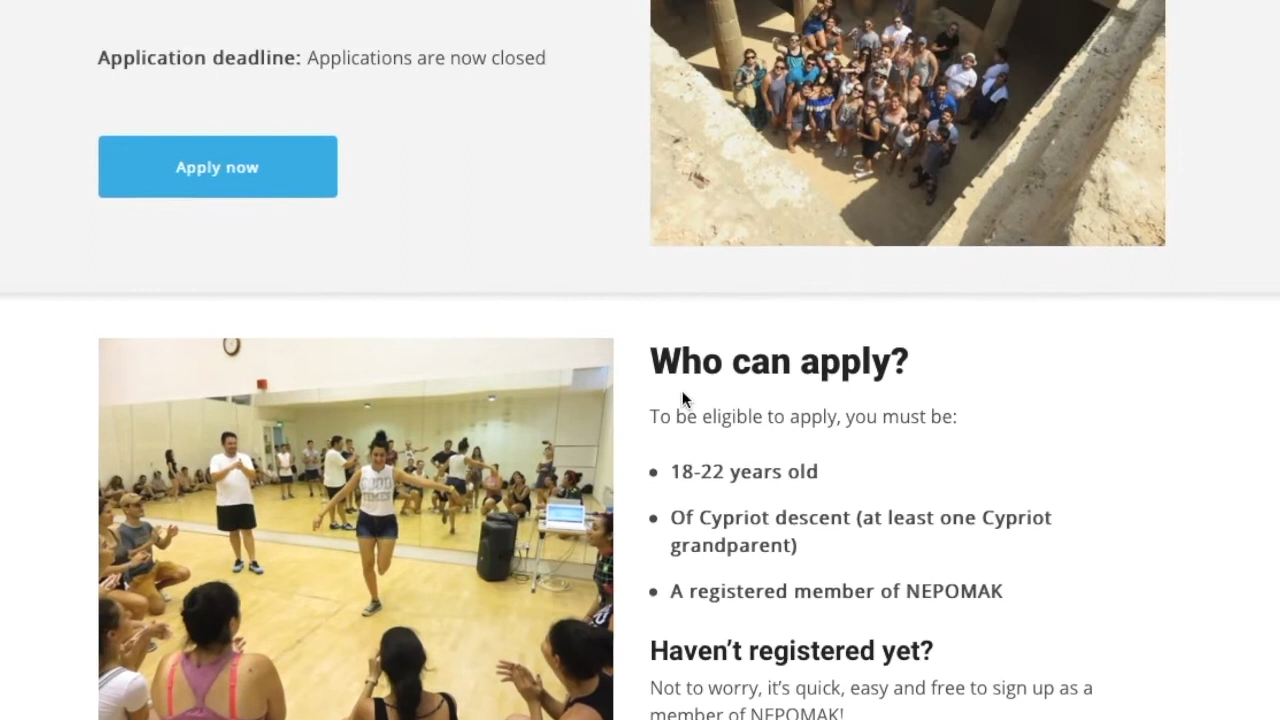 Application deadline: Applications are now closed
Apply now
GOOD
TIMES
Who can apply?
To be eligible to apply, you must be:
• 18-22 years old
• Of Cypriot descent (at least one Cypriot
grandparent)
• A registered member of NEPOMAK
Haven’t registered yet?
Not to worry, it’s quick, easy and free to sign up as a
member of NEPOMAK!